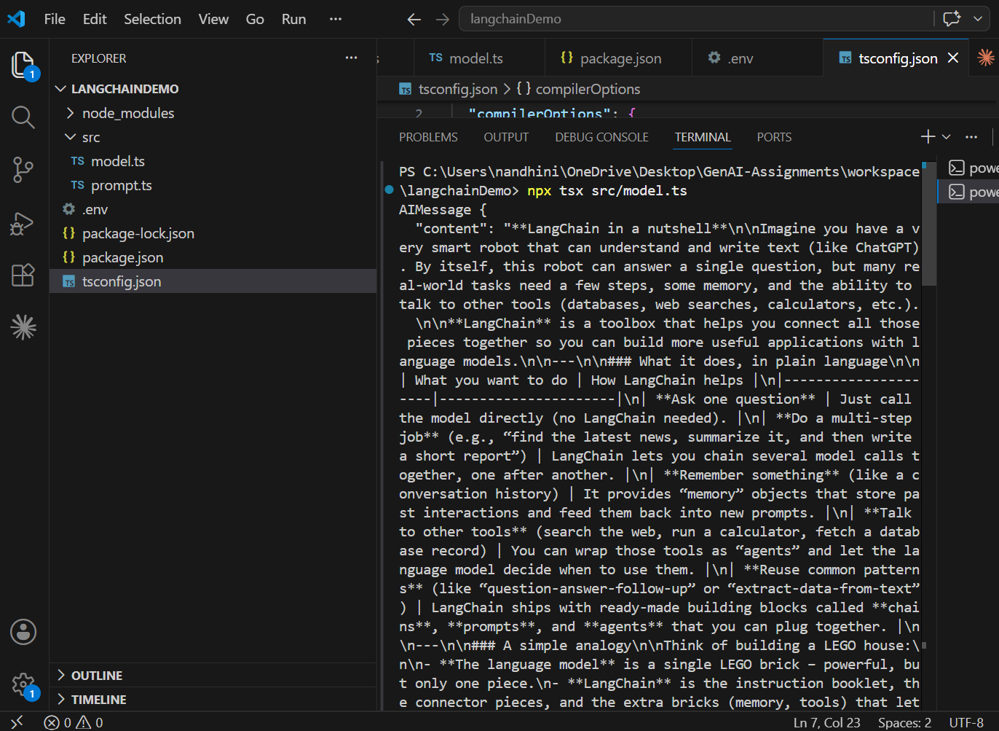 File Edit Selection View Go Run ···
langchainDemo
EXPLORER ···
LANGCHAINDEMO
node_modules
src
TS model.ts
TS prompt.ts
.env
{} package-lock.json
{} package.json
TS tsconfig.json
OUTLINE
TIMELINE
1
1
s TS model.ts {} package.json .env TS tsconfig.json
TS tsconfig.json > {} compilerOptions
2 "compilerOptions": {
PROBLEMS OUTPUT DEBUG CONSOLE TERMINAL PORTS
PS C:\Users\nandhini\OneDrive\Desktop\GenAI-Assignments\workspace
\langchainDemo> npx tsx src/model.ts
AIMessage {
"content": "**LangChain in a nutshell**\n\nImagine you have a v
ery smart robot that can understand and write text (like ChatGPT)
. By itself, this robot can answer a single question, but many re
al-world tasks need a few steps, some memory, and the ability to
talk to other tools (databases, web searches, calculators, etc.).
\n\n**LangChain** is a toolbox that helps you connect all those
pieces together so you can build more useful applications with l
anguage models.\n\n---\n\n### What it does, in plain language\n\n
| What you want to do | How LangChain helps |\n|--------------------
----|----------------------|\n| **Ask one question** | Just call
the model directly (no LangChain needed). |\n| **Do a multi-step
job** (e.g., “find the latest news, summarize it, and then write
a short report”) | LangChain lets you chain several model calls t
ogether, one after another. |\n| **Remember something** (like a c
onversation history) | It provides “memory” objects that store pa
st interactions and feed them back into new prompts. |\n| **Talk
to other tools** (search the web, run a calculator, fetch a datab
ase record) | You can wrap those tools as “agents” and let the la
nguage model decide when to use them. |\n| **Reuse common pattern
s** (like “question-answer-follow-up” or “extract-data-from-text”
) | LangChain ships with ready-made building blocks called **chai
ns**, **prompts**, and **agents** that you can plug together. |\n
\n---\n\n### A simple analogy\n\nThink of building a LEGO house:\
n\n- **The language model** is a single LEGO brick – powerful, bu
t only one piece.\n- **LangChain** is the instruction booklet, th
e connector pieces, and the extra bricks (memory, tools) that let
powe
powe
0 0
Ln 7, Col 23 Spaces: 2 UTF-8